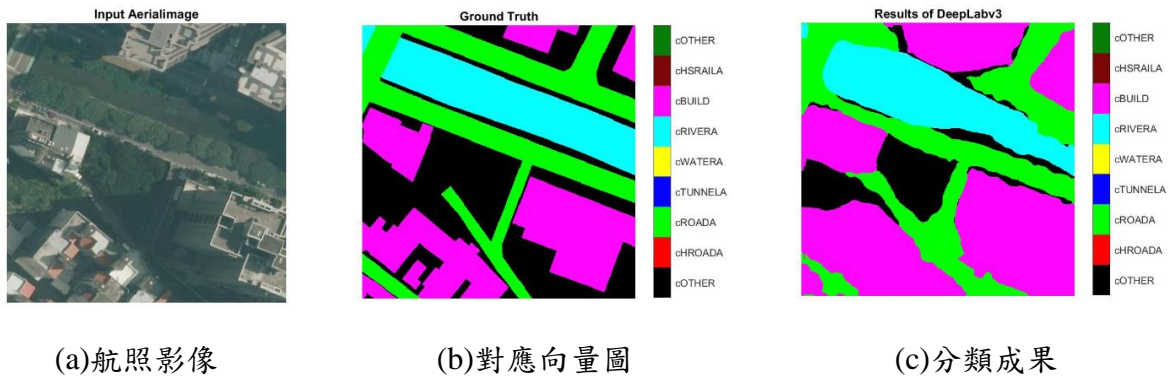 Input Aerialimage
Ground Truth
Results of DeepLabv3
cOTHER
cHSRAILA
cBUILD
cRIVERA
cWATERA
cTUNNELA
cROADA
cHROADA
cOTHER
cOTHER
cHSRAILA
cBUILD
cRIVERA
cWATERA
cTUNNELA
cROADA
cHROADA
cOTHER
(a)航照影像
(b)對應向量圖
(c)分類成果